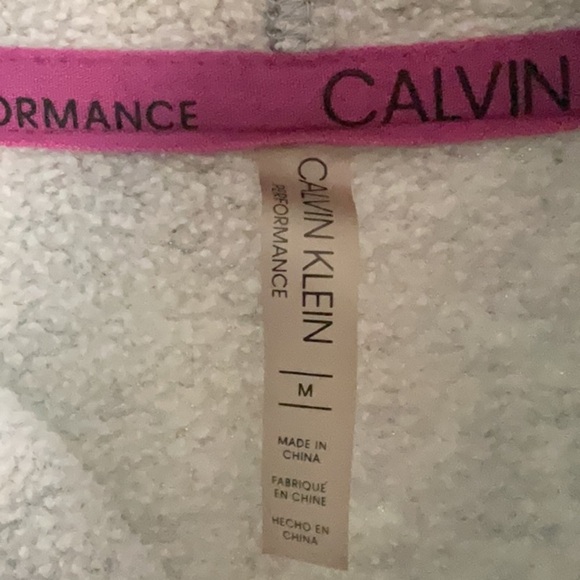 ORMANCE CALVIN
CALVIN KLEIN
PERFORMANCE
M
MADE IN
CHINA
FABRIQUÉ
EN CHINE
HECHO EN
CHINA